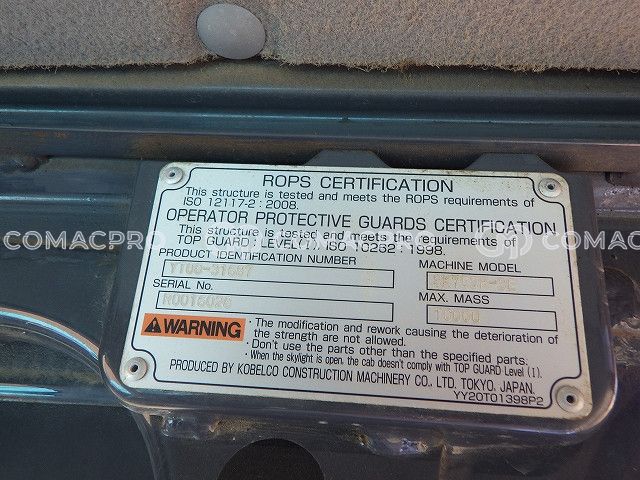 ROPS CERTIFICATION
This structure is tested and meets the ROPS requirements of
ISO 12117-2 : 2008.
OPERATOR PROTECTIVE GUARDS CERTIFICATION
This structure is tested and meets the requirements of
TOP GUARD : LEVEL (I) ISO 10262 : 1998.
COMACPRO
COMACPRO
PRODUCT IDENTIFICATION NUMBER
MACHINE MODEL
SERIAL No.
R0016020
MAX. MASS
WARNING
· The modification and rework causing the deterioration of
the strength are not allowed.
· Don't use the parts other than the specified parts.
· When the skylight is open, the cab doesn't comply with TOP GUARD Level (I).
PRODUCED BY KOBELCO CONSTRUCTION MACHINERY CO., LTD. TOKYO, JAPAN.
YY20T01398P2